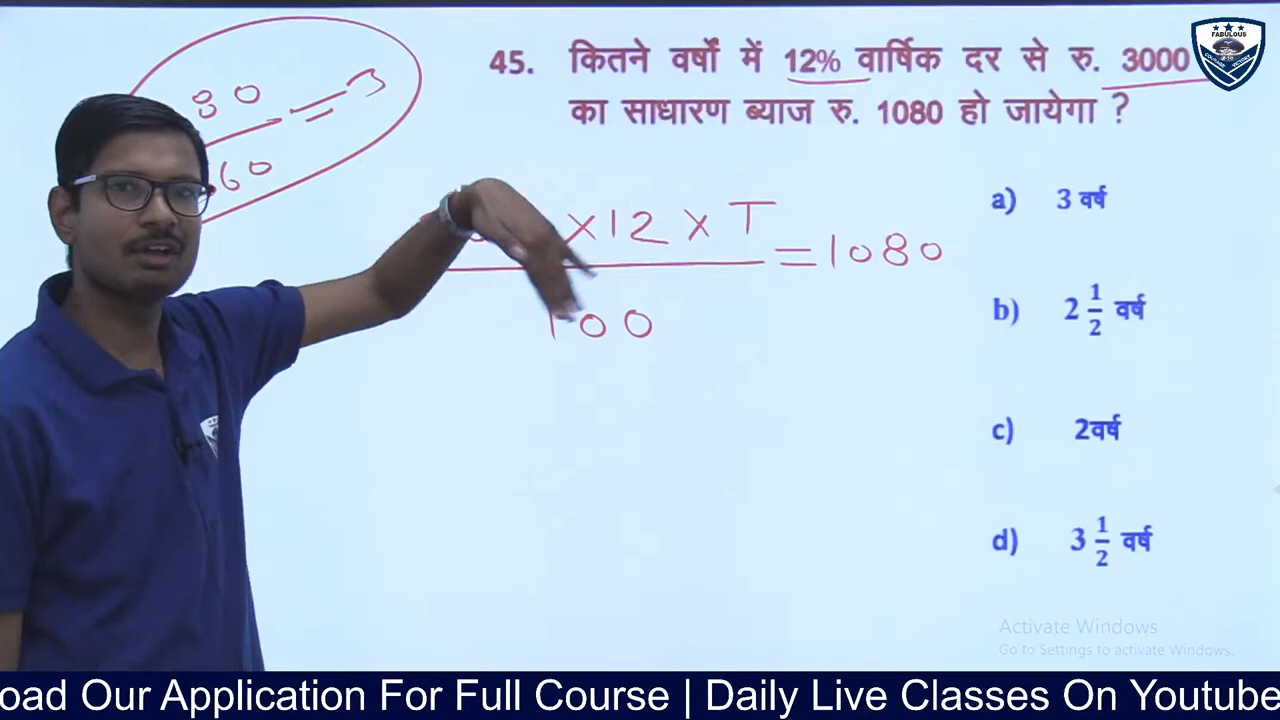 45. कितने वर्षों में 12% वार्षिक दर से रु. 3000
का साधारण ब्याज रु. 1080 हो जायेगा ?
80 = 3
60
x12 x T = 1080
100
a) 3 वर्ष
b) 2 1/2 वर्ष
c) 2वर्ष
d) 3 1/2 वर्ष
FABULOUS
Activate Windows
Go to Settings to activate Windows.
oad Our Application For Full Course | Daily Live Classes On Youtube